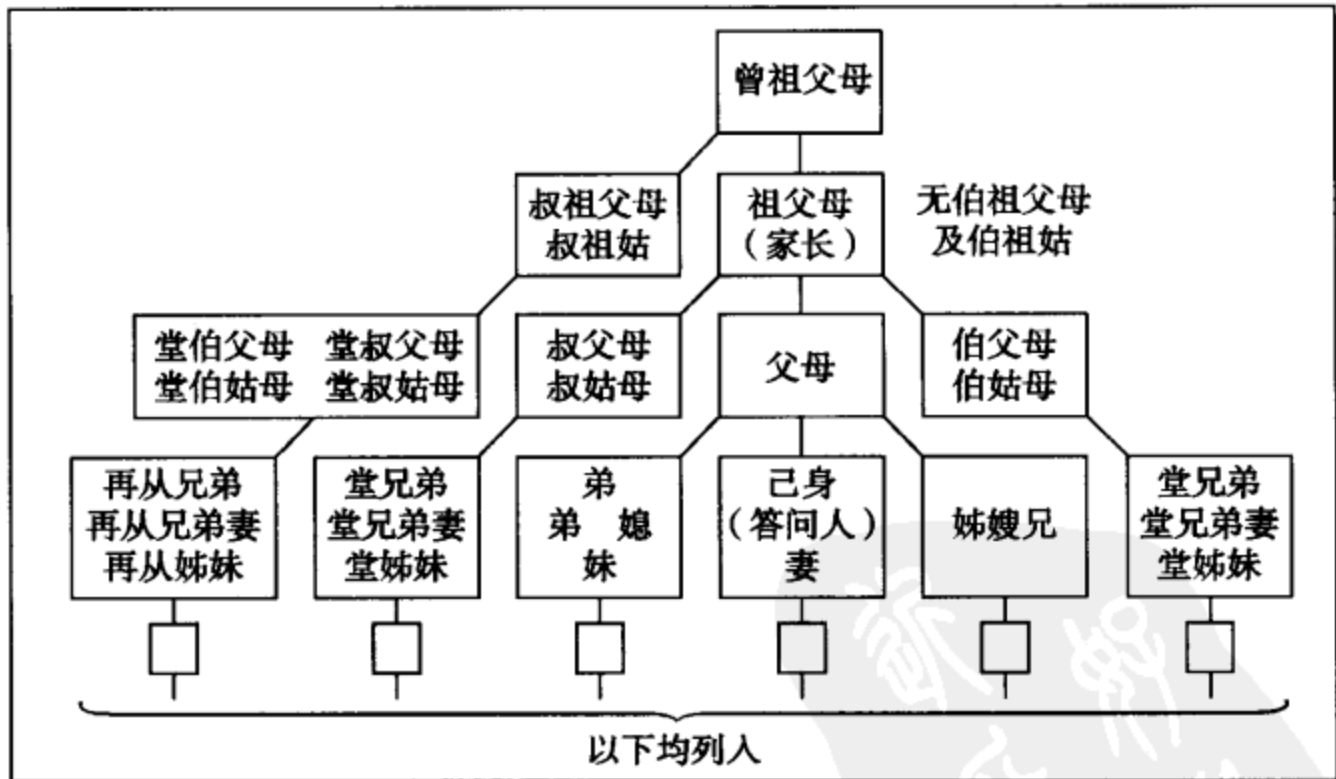 曾祖父母
叔祖父母
叔祖姑
祖父母
（家长）
无伯祖父母
及伯祖姑
堂伯父母 堂叔父母
堂伯姑母 堂叔姑母
叔父母
叔姑母
父母
伯父母
伯姑母
再从兄弟
再从兄弟妻
再从姊妹
堂兄弟
堂兄弟妻
堂姊妹
弟
弟 媳
妹
己身
（答问人）
妻
姊嫂兄
堂兄弟
堂兄弟妻
堂姊妹
以下均列入